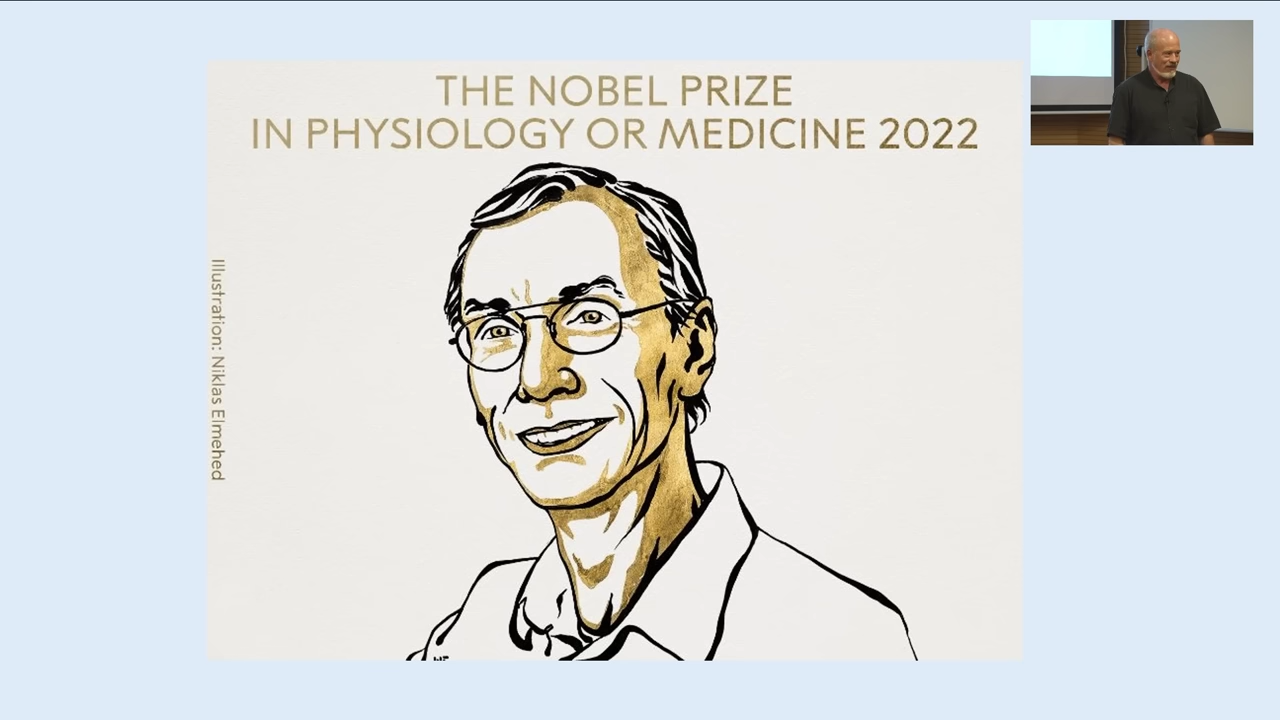 THE NOBEL PRIZE
IN PHYSIOLOGY OR MEDICINE 2022
Illustration: Niklas Elmehed